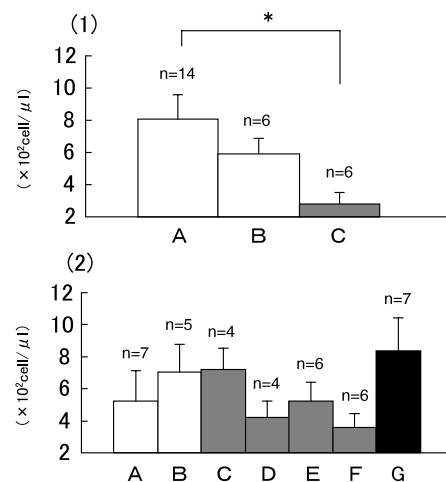 (1)
*
12
10
8
6
4
2
(×10²cell/μl)
n=14
n=6
n=6
A B C
(2)
12
10
8
6
4
2
(×10²cell/μl)
n=7
n=5
n=4
n=4
n=6
n=6
n=7
A B C D E F G